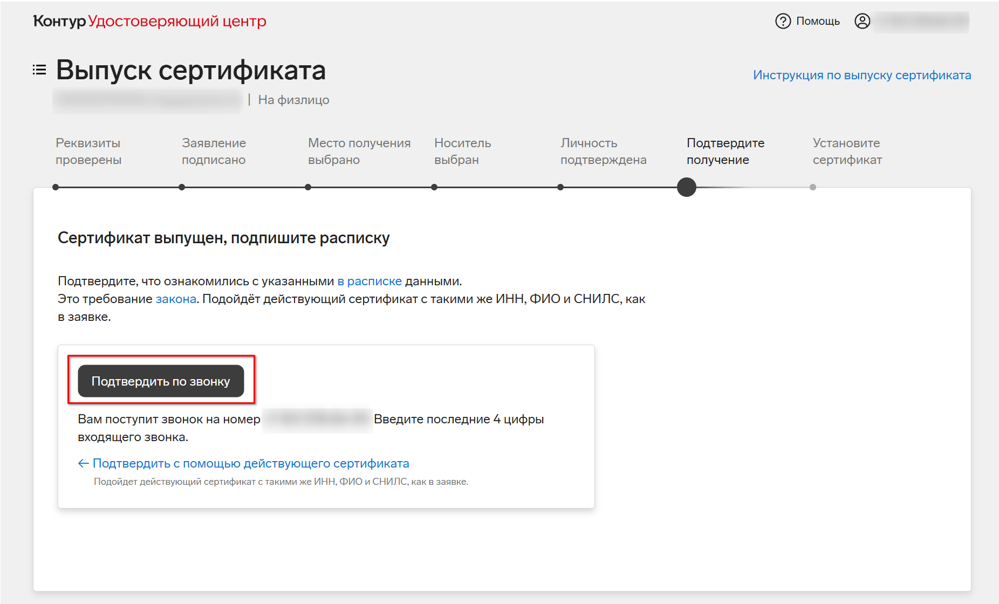 Контур Удостоверяющий центр
Помощь
Выпуск сертификата
Инструкция по выпуску сертификата
| На физлицо
Реквизиты
проверены
Заявление
подписано
Место получения
выбрано
Носитель
выбран
Личность
подтверждена
Подтвердите
получение
Установите
сертификат
Сертификат выпущен, подпишите расписку
Подтвердите, что ознакомились с указанными в расписке данными.
Это требование закона. Подойдёт действующий сертификат с такими же ИНН, ФИО и СНИЛС, как
в заявке.
Подтвердить по звонку
Вам поступит звонок на номер Введите последние 4 цифры
входящего звонка.
← Подтвердить с помощью действующего сертификата
Подойдет действующий сертификат с такими же ИНН, ФИО и СНИЛС, как в заявке.